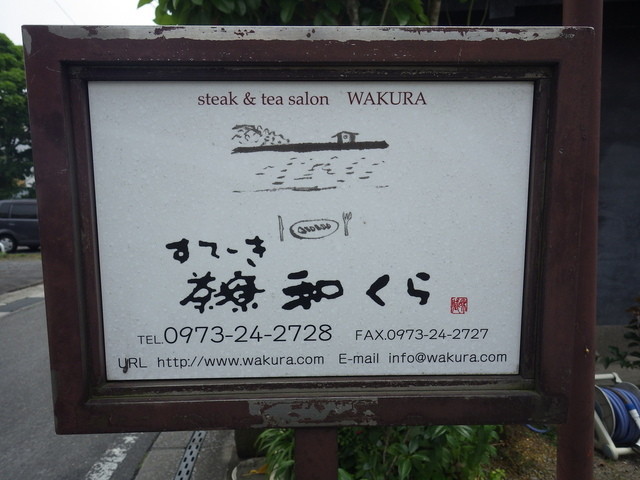 steak & tea salon WAKURA
すてーき
茶寮 和くら
TEL.0973-24-2728 FAX.0973-24-2727
URL http://www.wakura.com E-mail info@wakura.com